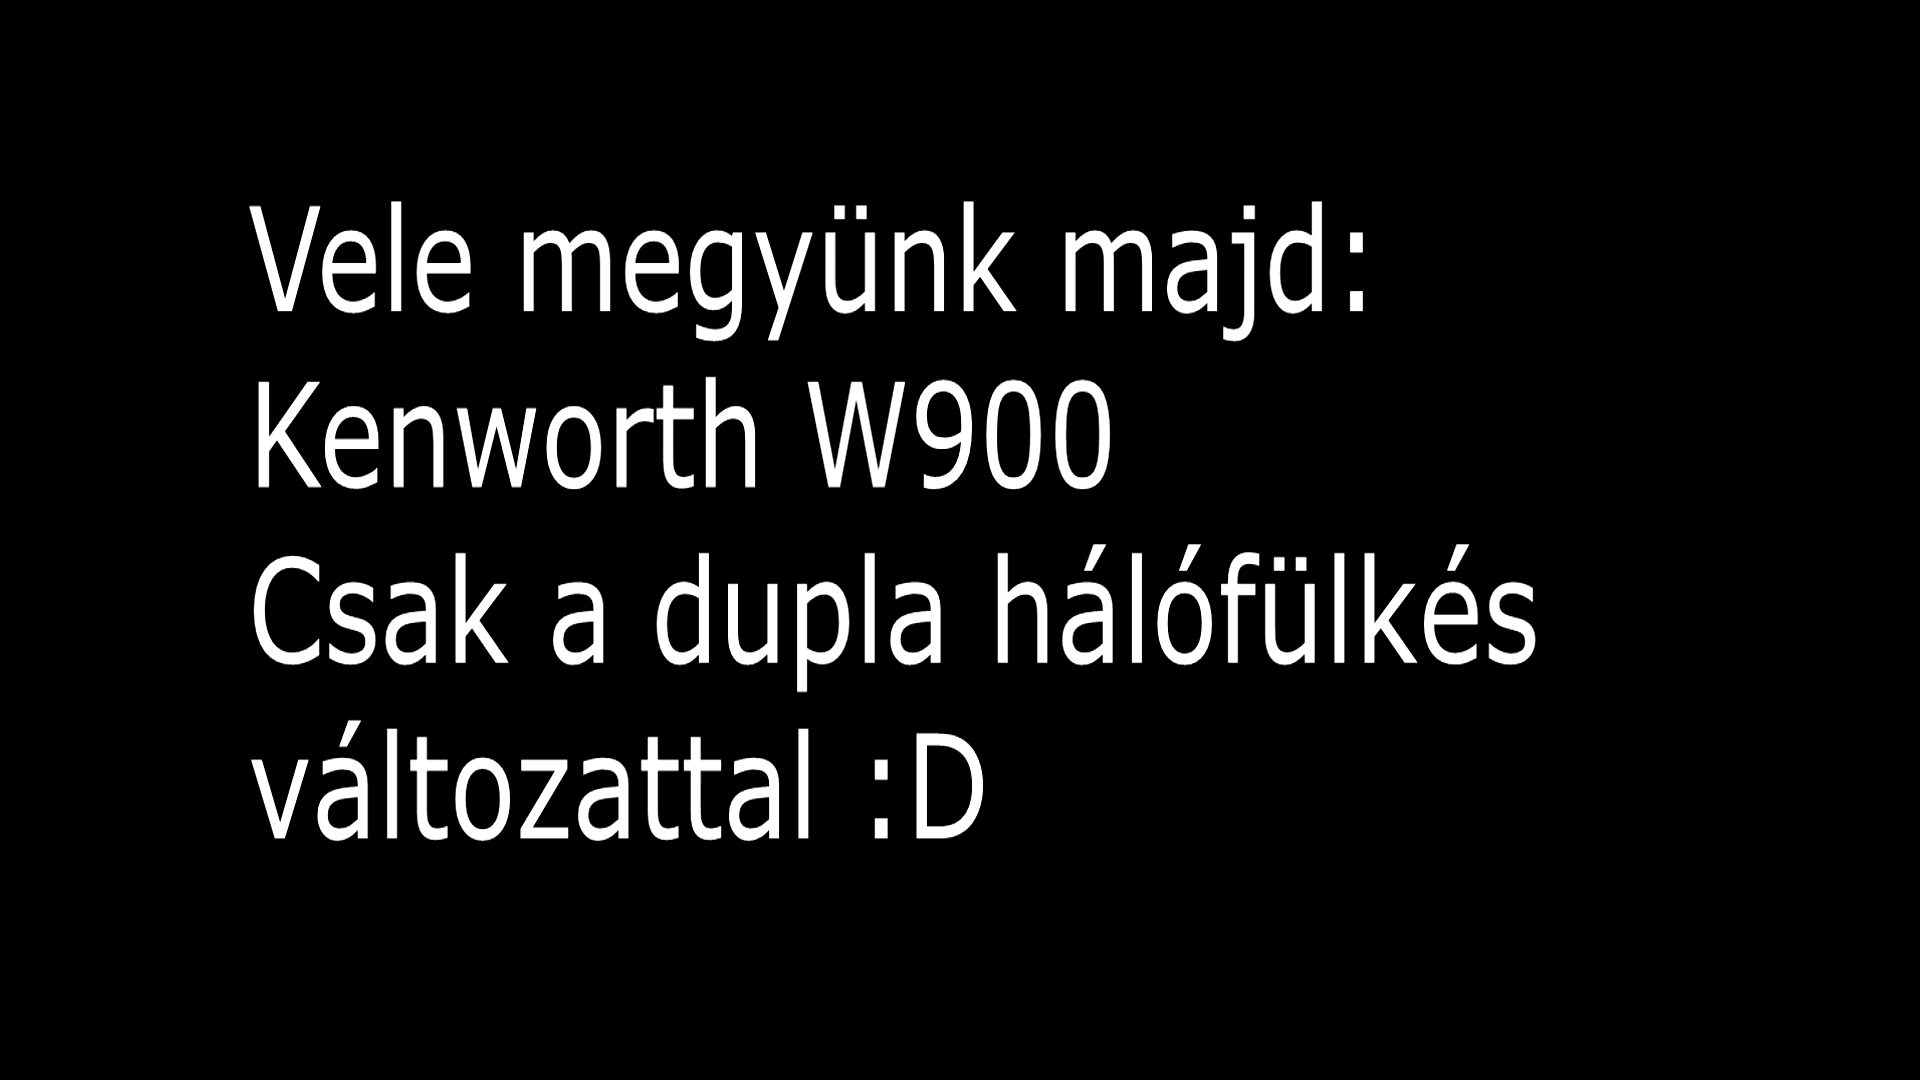 Vele megyünk majd:
Kenworth W900
Csak a dupla hálófülkés
változattal :D